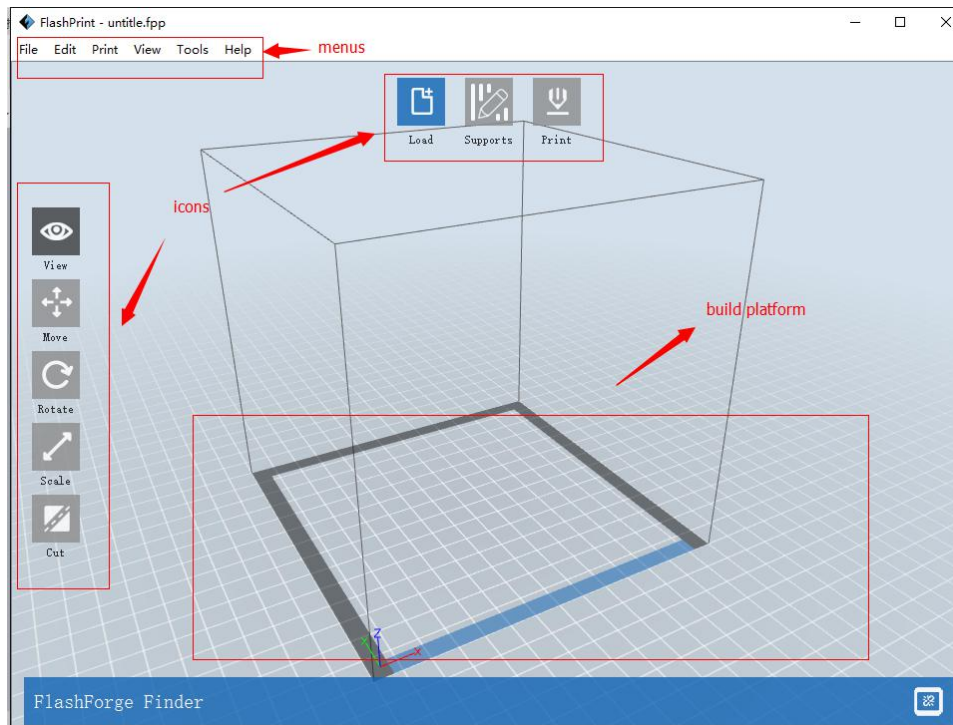 FlashPrint - untitle.fpp
File Edit Print View Tools Help
menus
Load Supports Print
icons
View
Move
build platform
Rotate
Scale
Cut
Z
X
FlashForge Finder